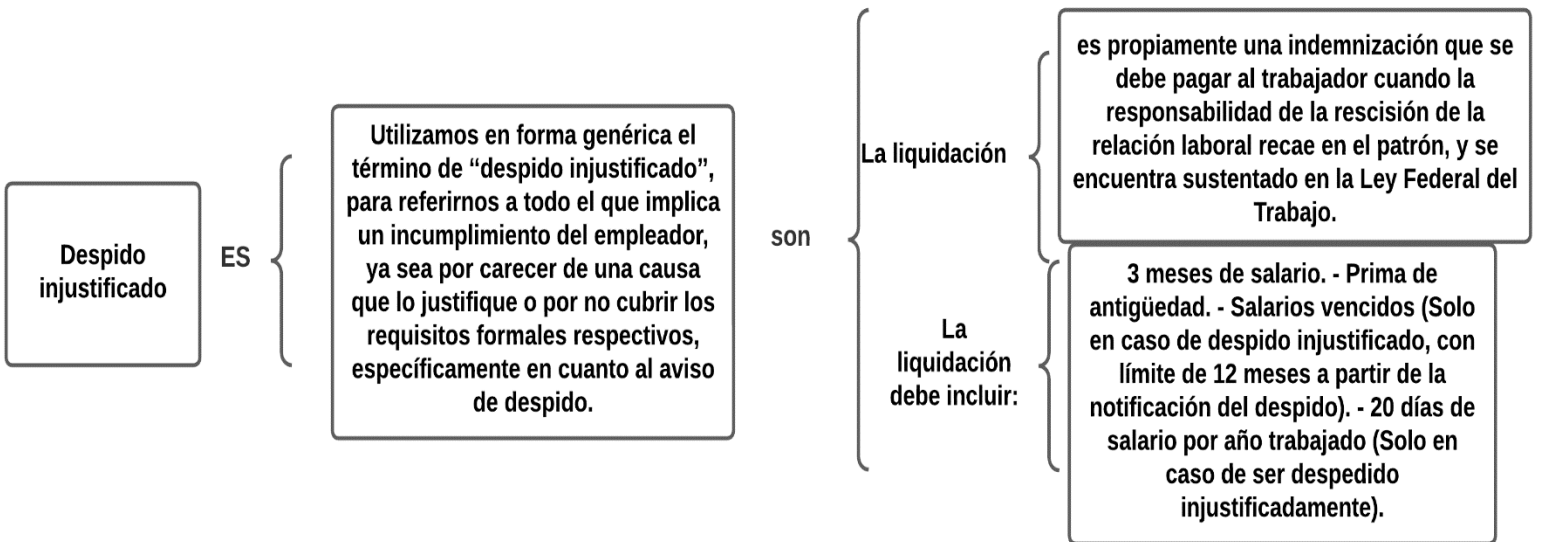 Despido
injustificado
ES
Utilizamos en forma genérica el
término de “despido injustificado”,
para referirnos a todo el que implica
un incumplimiento del empleador,
ya sea por carecer de una causa
que lo justifique o por no cubrir los
requisitos formales respectivos,
específicamente en cuanto al aviso
de despido.
son
La liquidación
es propiamente una indemnización que se
debe pagar al trabajador cuando la
responsabilidad de la rescisión de la
relación laboral recae en el patrón, y se
encuentra sustentado en la Ley Federal del
Trabajo.
La
liquidación
debe incluir:
3 meses de salario. - Prima de
antigüedad. - Salarios vencidos (Solo
en caso de despido injustificado, con
límite de 12 meses a partir de la
notificación del despido). - 20 días de
salario por año trabajado (Solo en
caso de ser despedido
injustificadamente).